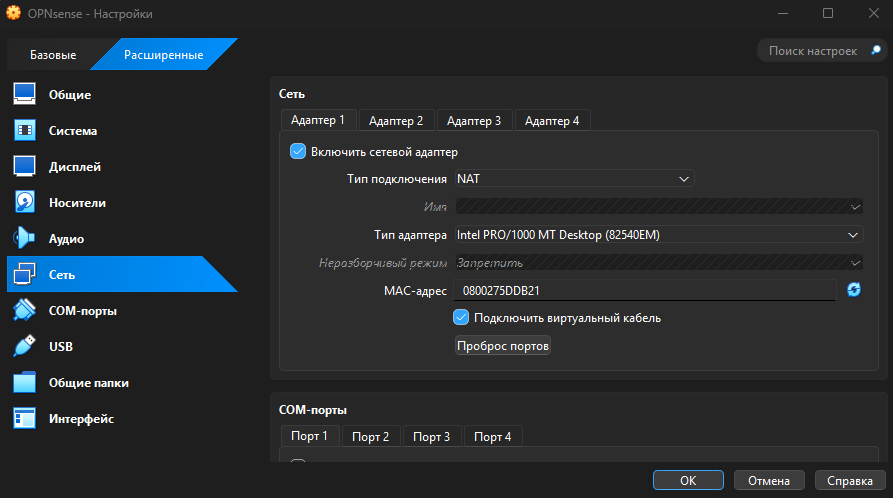 OPNsense - Настройки
Базовые
Расширенные
Поиск настроек
Общие
Система
Дисплей
Носители
Аудио
Сеть
COM-порты
USB
Общие папки
Интерфейс
Сеть
Адаптер 1
Адаптер 2
Адаптер 3
Адаптер 4
Включить сетевой адаптер
Тип подключения
NAT
Имя
Тип адаптера
Intel PRO/1000 MT Desktop (82540EM)
Неразборчивый режим
Запретить
MAC-адрес
0800275DDB21
Подключить виртуальный кабель
Проброс портов
COM-порты
Порт 1
Порт 2
Порт 3
Порт 4
OK
Отмена
Справка